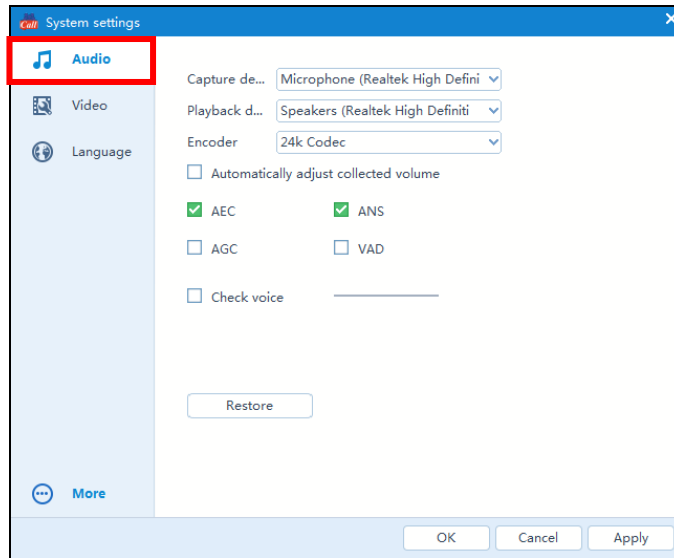 Call System settings
Audio
Video
Language
Capture de... Microphone (Realtek High Defini
Playback d... Speakers (Realtek High Definiti
Encoder 24k Codec
Automatically adjust collected volume
AEC ANS
AGC VAD
Check voice
Restore
More
OK Cancel Apply